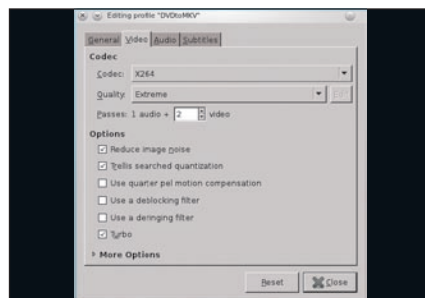 Editing profile "DVDtoMKV"
General Video Audio Subtitles
Codec
Codec: X264
Quality: Extreme
Passes: 1 audio + 2 video
Options
Reduce image noise
Trellis searched quantization
Use quarter pel motion compensation
Use a deblocking filter
Use a deringing filter
Turbo
More Options
Reset Close